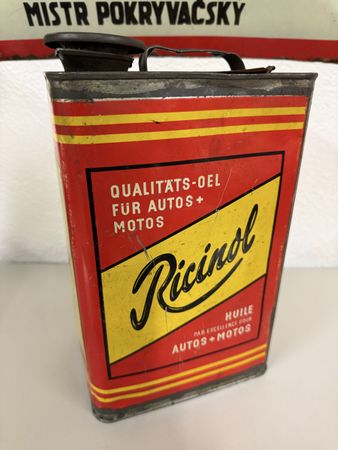 MISTR POKRYVAČSKÝ
QUALITÄTS-OEL
FÜR AUTOS +
MOTOS
Ricinol
HUILE
PAR EXCELLENCE POUR
AUTOS + MOTOS